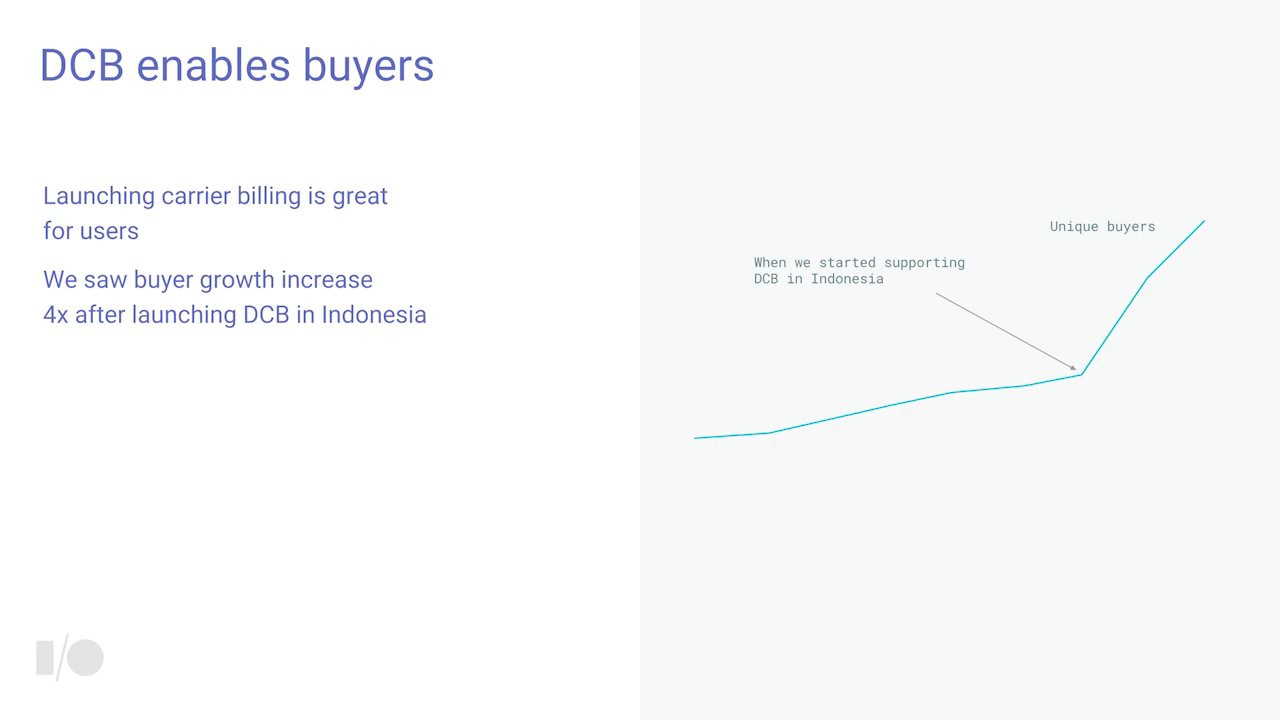 DCB enables buyers
Launching carrier billing is great
for users
We saw buyer growth increase
4x after launching DCB in Indonesia
Unique buyers
When we started supporting
DCB in Indonesia
I/O